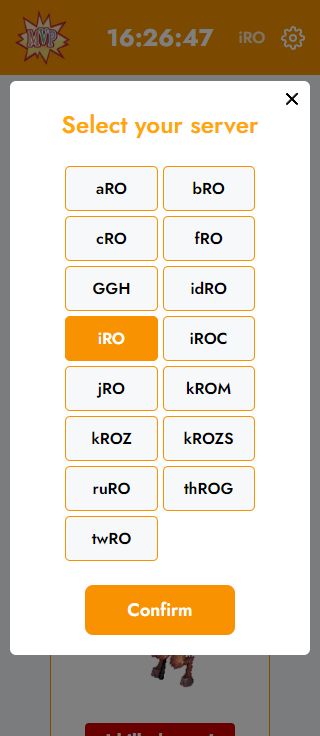 MVP
16:26:47 iRO
Select your server
aRO bRO
cRO fRO
GGH idRO
iRO iROC
jRO kROM
kROZ kROZS
ruRO thROG
twRO
Confirm